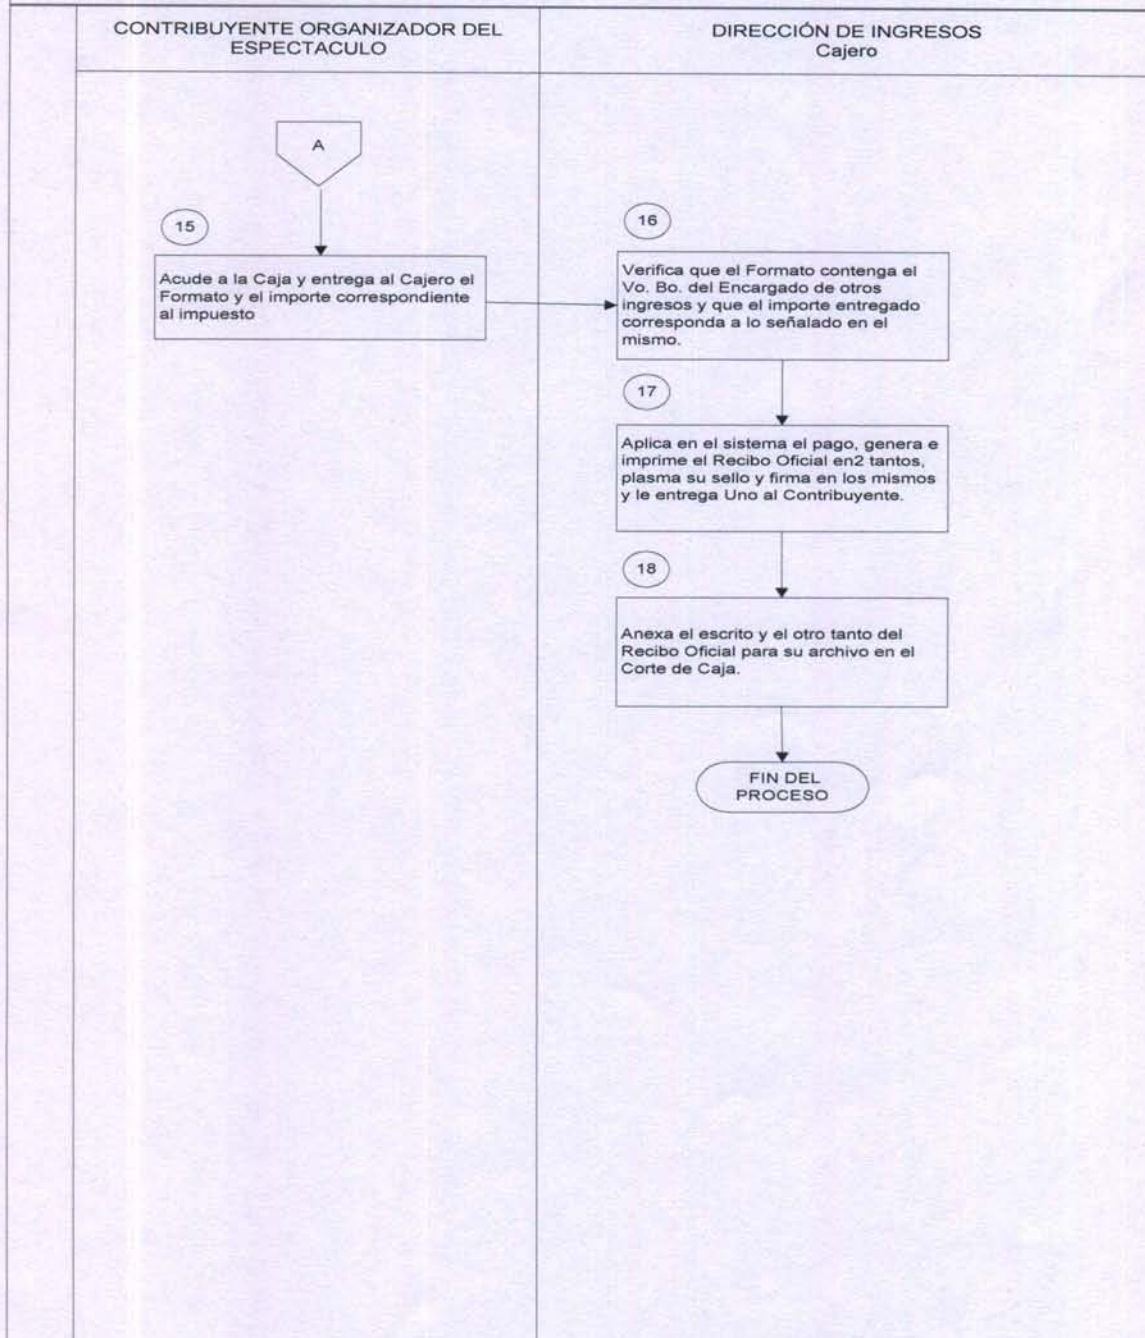 CONTRIBUYENTE ORGANIZADOR DEL
ESPECTACULO
DIRECCIÓN DE INGRESOS
Cajero
A
15
Acude a la Caja y entrega al Cajero el
Formato y el importe correspondiente
al impuesto
16
Verifica que el Formato contenga el
Vo. Bo. del Encargado de otros
ingresos y que el importe entregado
corresponda a lo señalado en el
mismo.
17
Aplica en el sistema el pago, genera e
imprime el Recibo Oficial en2 tantos,
plasma su sello y firma en los mismos
y le entrega Uno al Contribuyente.
18
Anexa el escrito y el otro tanto del
Recibo Oficial para su archivo en el
Corte de Caja.
FIN DEL
PROCESO